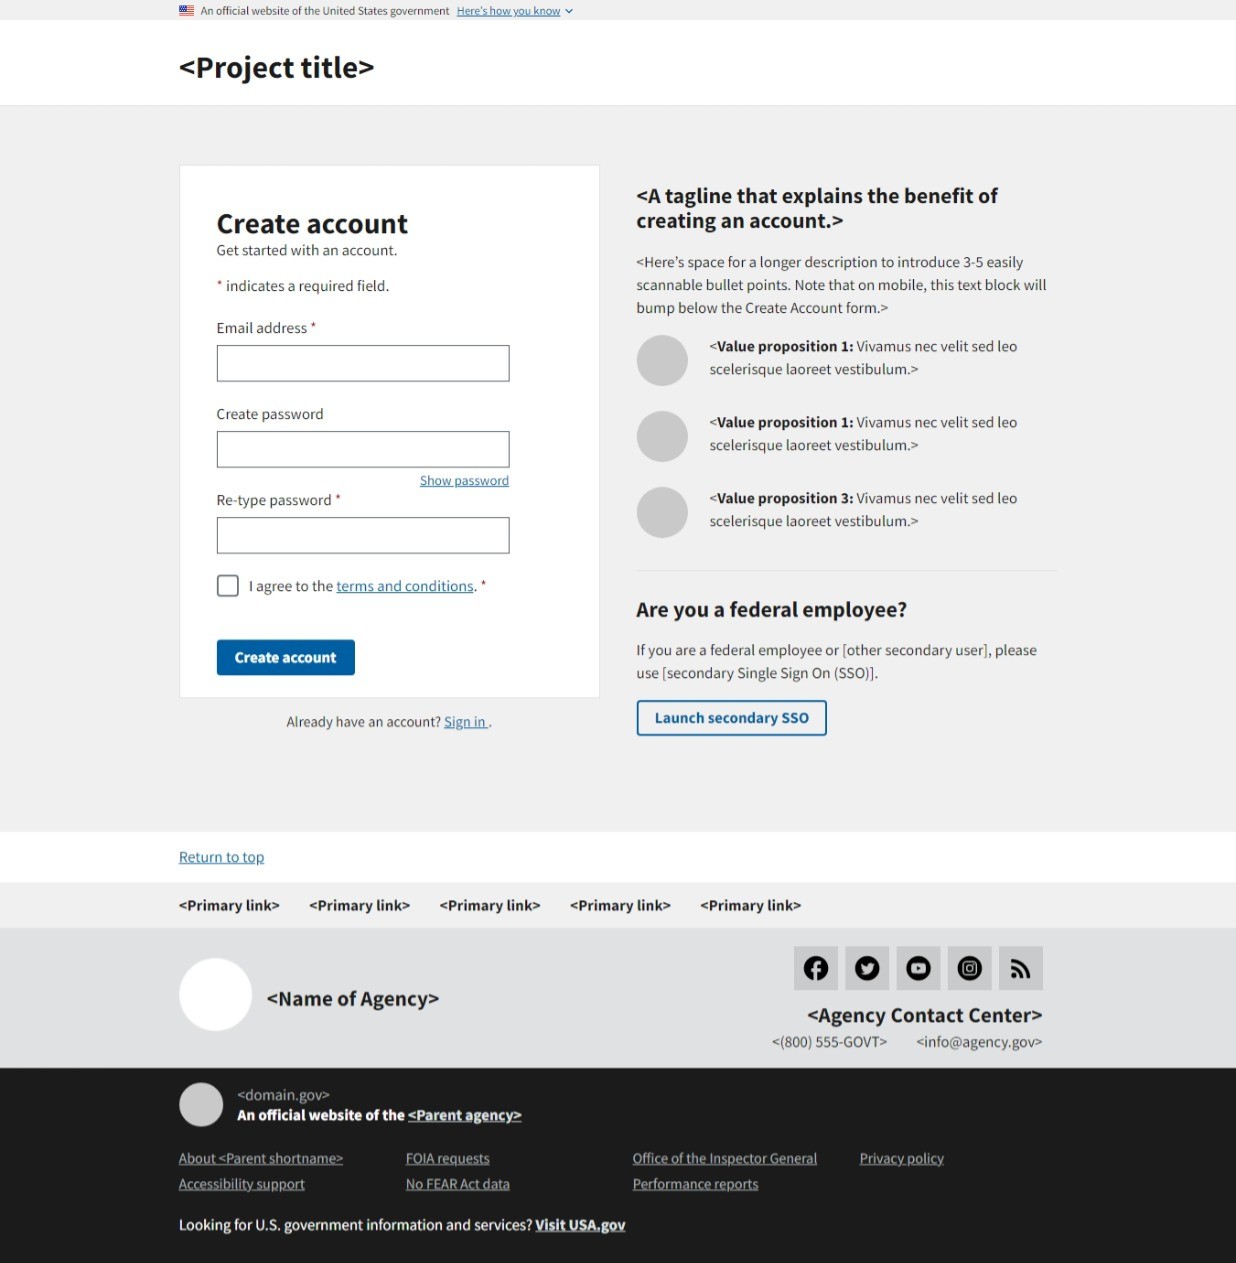 An official website of the United States government Here's how you know
<Project title>
Create account
Get started with an account.
* indicates a required field.
Email address *
Create password
Show password
Re-type password *
I agree to the terms and conditions. *
Create account
Already have an account? Sign in .
<A tagline that explains the benefit of
creating an account.>
<Here’s space for a longer description to introduce 3-5 easily
scannable bullet points. Note that on mobile, this text block will
bump below the Create Account form.>
<Value proposition 1: Vivamus nec velit sed leo
scelerisque laoreet vestibulum.>
<Value proposition 1: Vivamus nec velit sed leo
scelerisque laoreet vestibulum.>
<Value proposition 3: Vivamus nec velit sed leo
scelerisque laoreet vestibulum.>
Are you a federal employee?
If you are a federal employee or [other secondary user], please
use [secondary Single Sign On (SSO)].
Launch secondary SSO
Return to top
<Primary link> <Primary link> <Primary link> <Primary link> <Primary link>
<Name of Agency>
<Agency Contact Center>
<(800) 555-GOVT> <info@agency.gov>
<domain.gov>
An official website of the <Parent agency>
About <Parent shortname> FOIA requests Office of the Inspector General Privacy policy
Accessibility support No FEAR Act data Performance reports
Looking for U.S. government information and services? Visit USA.gov